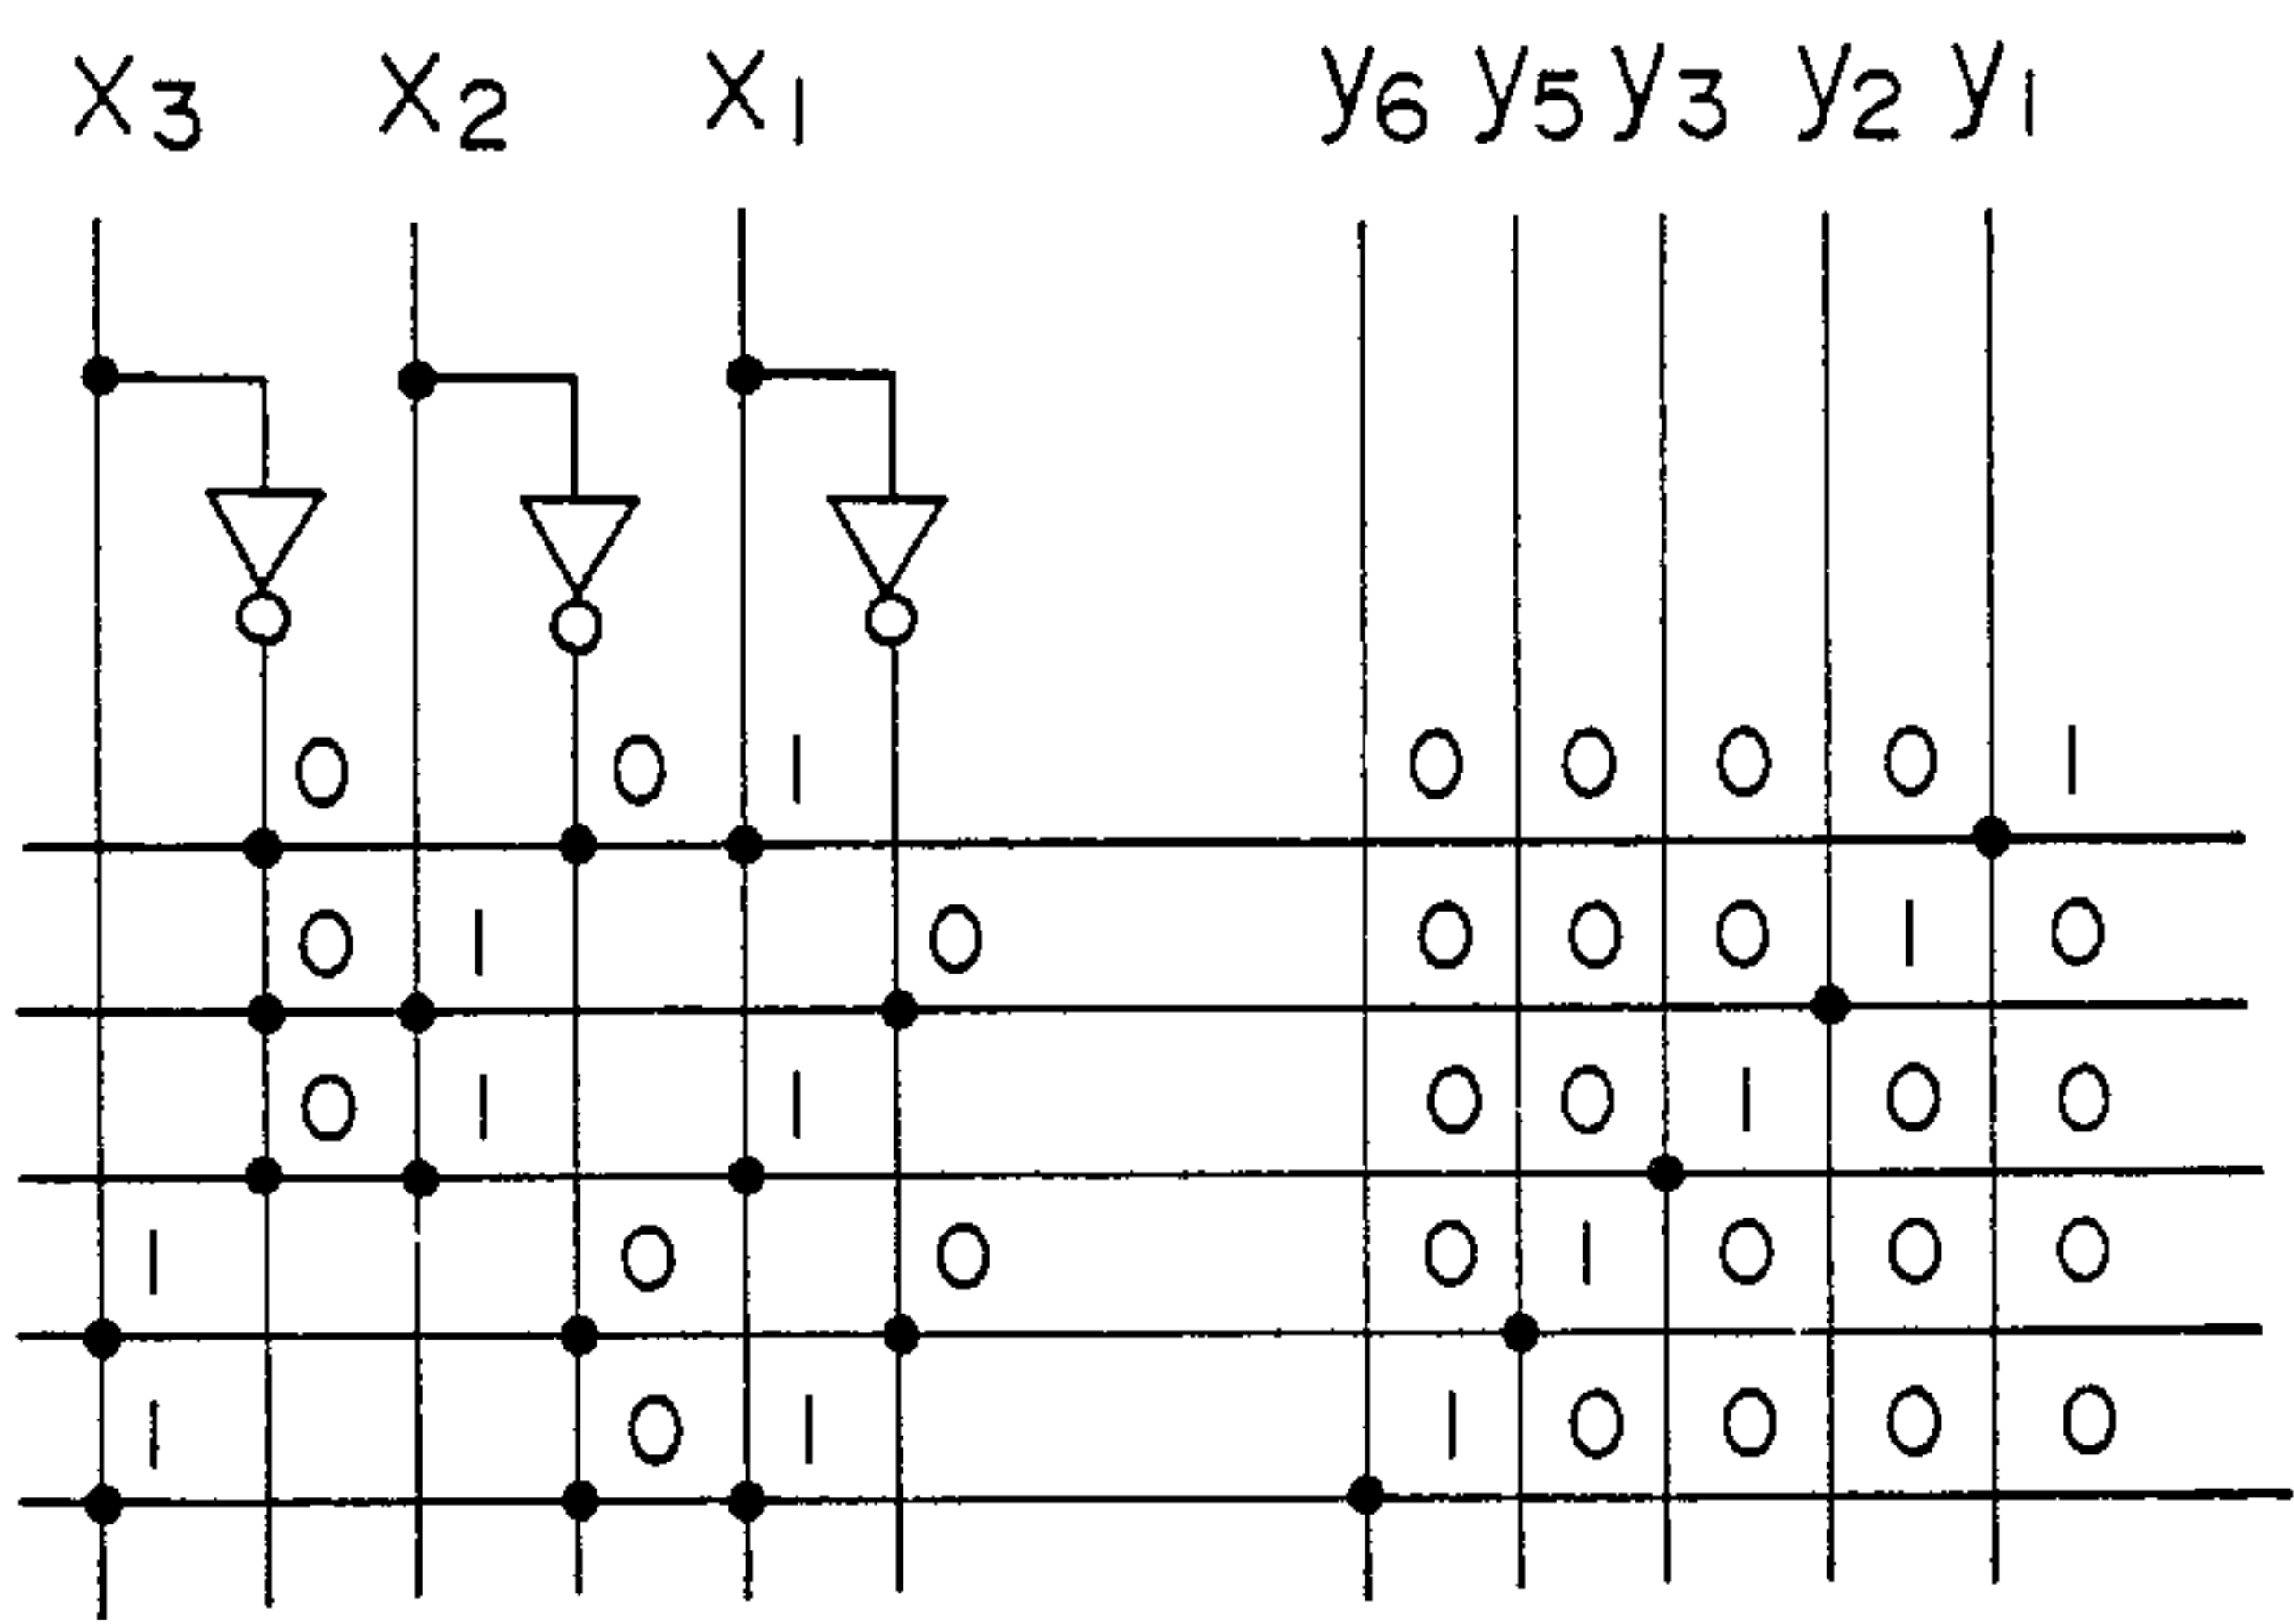 X3 X2 X1 y6 y5 y3 y2 y1
0 0 1 0 0 0 0 1
0 1 0 0 0 0 1 0
0 1 1 0 0 1 0 0
1 0 0 0 1 0 0 0
1 0 1 1 0 0 0 0